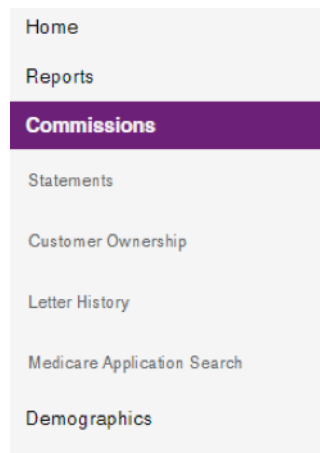 Home
Reports
Commissions
Statements
Customer Ownership
Letter History
Medicare Application Search
Demographics